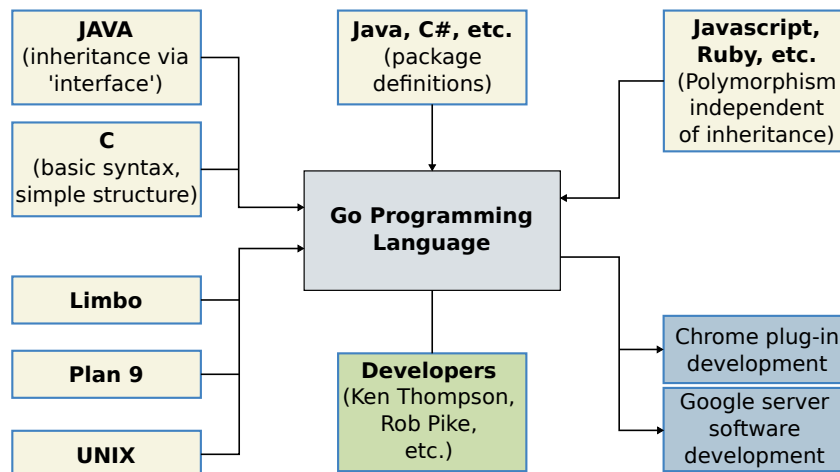 JAVA
(inheritance via
'interface')
Java, C#, etc.
(package
definitions)
Javascript,
Ruby, etc.
(Polymorphism
independent
of inheritance)
C
(basic syntax,
simple structure)
Go Programming
Language
Limbo
Plan 9
UNIX
Developers
(Ken Thompson,
Rob Pike,
etc.)
Chrome plug-in
development
Google server
software
development